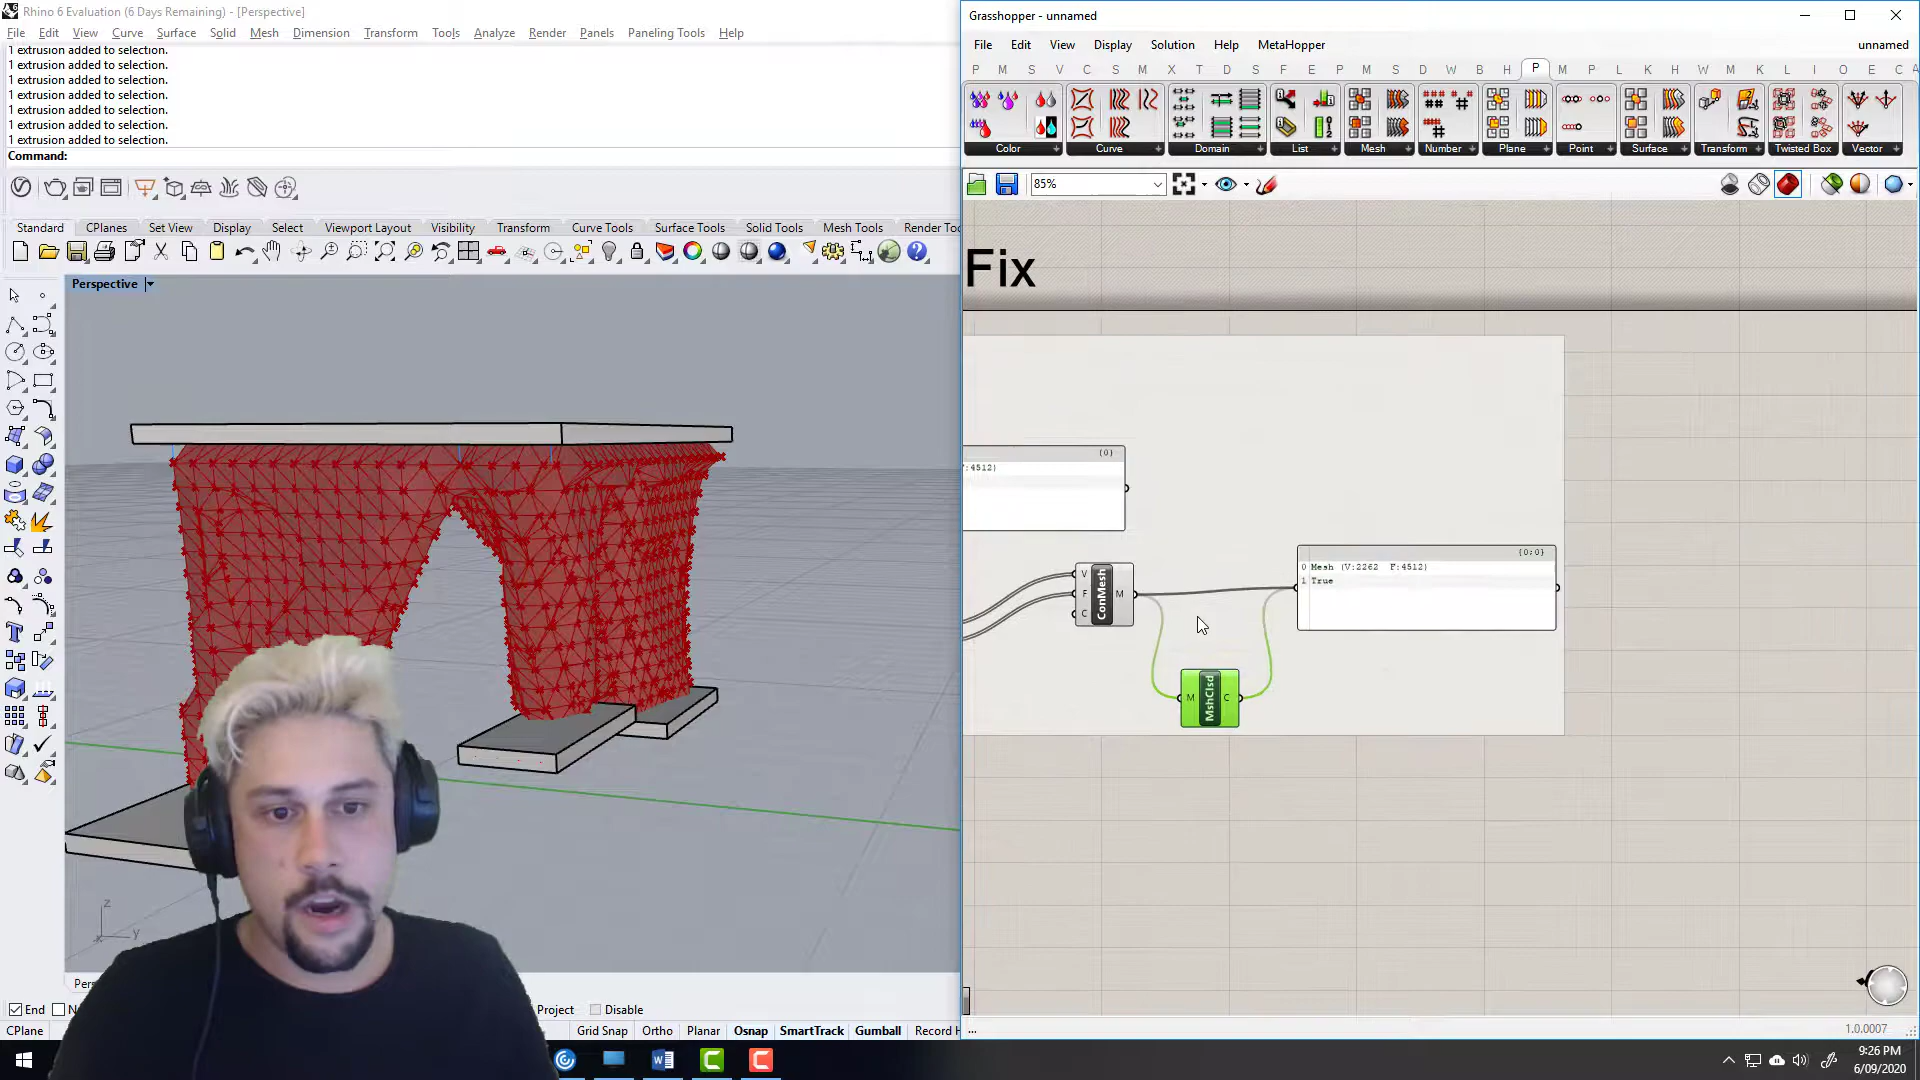 Rhino 6 Evaluation (6 Days Remaining) - [Perspective]
File Edit View Curve Surface Solid Mesh Dimension Transform Tools Analyze Render Panels Paneling Tools Help
1 extrusion added to selection.
1 extrusion added to selection.
1 extrusion added to selection.
1 extrusion added to selection.
1 extrusion added to selection.
1 extrusion added to selection.
1 extrusion added to selection.
Command:
Standard CPlanes Set View Display Select Viewport Layout Visibility Transform Curve Tools Surface Tools Solid Tools Mesh Tools Render To
Perspective
z
y
Pers
End
Project Disable
CPlane
Grid Snap Ortho Planar Osnap SmartTrack Gumball Record H
Grasshopper - unnamed
File Edit View Display Solution Help MetaHopper unnamed
P M S V C S M X T D I F E P M S D W B H P M P L K H W M K L I O E C
Color Curve Domain List Mesh Number Plane Point Surface Transform Twisted Box Vector
85%
Fix
{0}
:4512)
V
F
C
ConMesh
M
{0;0}
0 Mesh (V:2262 F:4512)
1 True
M
MshClsd
C
...
1.0.0007
9:26 PM
6/09/2020